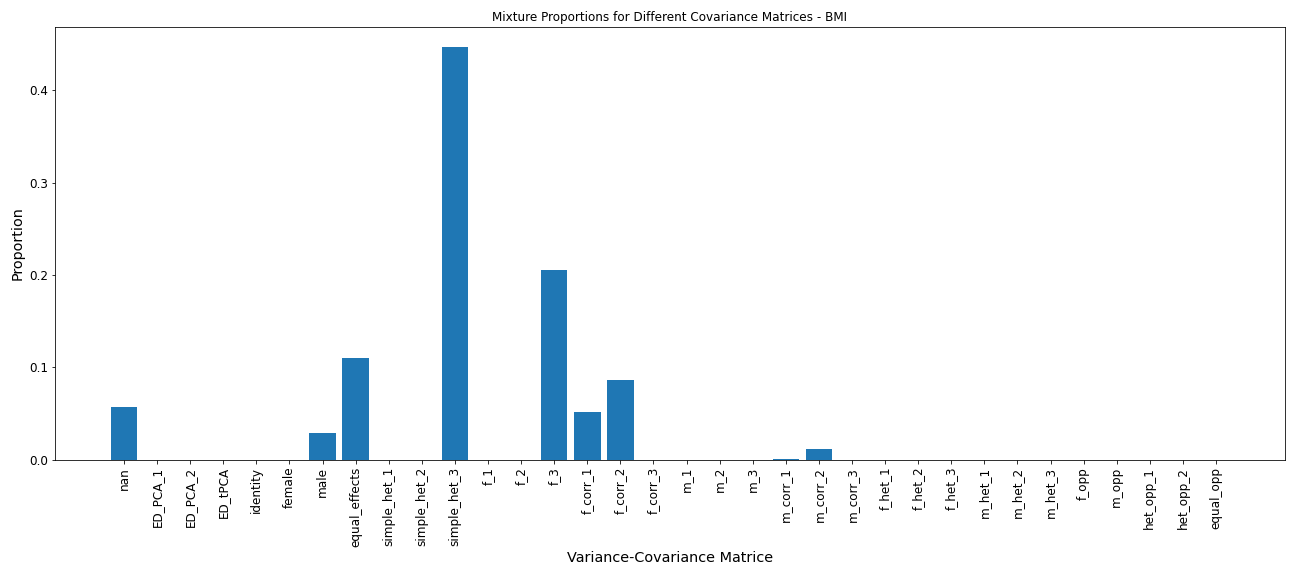 Mixture Proportions for Different Covariance Matrices - BMI
Proportion
0.4
0.3
0.2
0.1
0.0
nan
ED_PCA_1
ED_PCA_2
ED_tPCA
identity
female
male
equal_effects
simple_het_1
simple_het_2
simple_het_3
f_1
f_2
f_3
f_corr_1
f_corr_2
f_corr_3
m_1
m_2
m_3
m_corr_1
m_corr_2
m_corr_3
f_het_1
f_het_2
f_het_3
m_het_1
m_het_2
m_het_3
f_opp
m_opp
het_opp_1
het_opp_2
equal_opp
Variance-Covariance Matrice